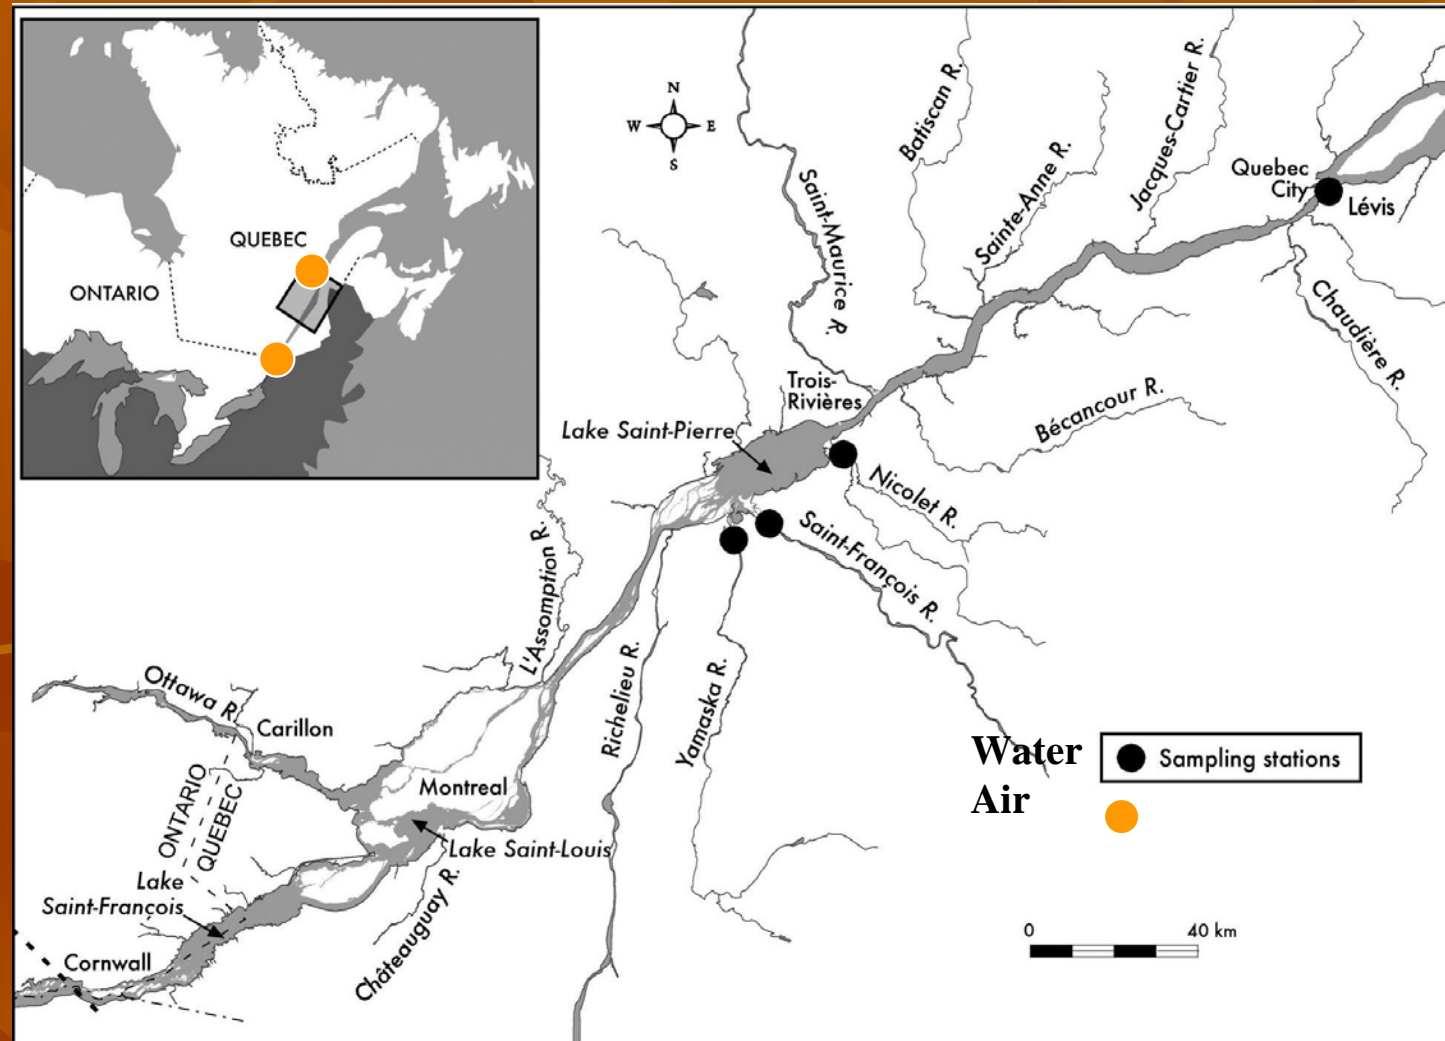 QUEBEC
ONTARIO
N
W
E
S
Saint-Maurice R.
Batiscan R.
Sainte-Anne R.
Jacques-Cartier R.
Quebec
City
Lévis
Chaudière R.
Trois-
Rivières
Bécancour R.
Lake Saint-Pierre
Nicolet R.
Saint-François R.
L'Assomption R.
Richelieu R.
Yamaska R.
Ottawa R.
Carillon
ONTARIO
QUEBEC
Montreal
Lake Saint-Louis
Lake
Saint-François
Châteauguay R.
Cornwall
Water
Sampling stations
Air
0
40 km